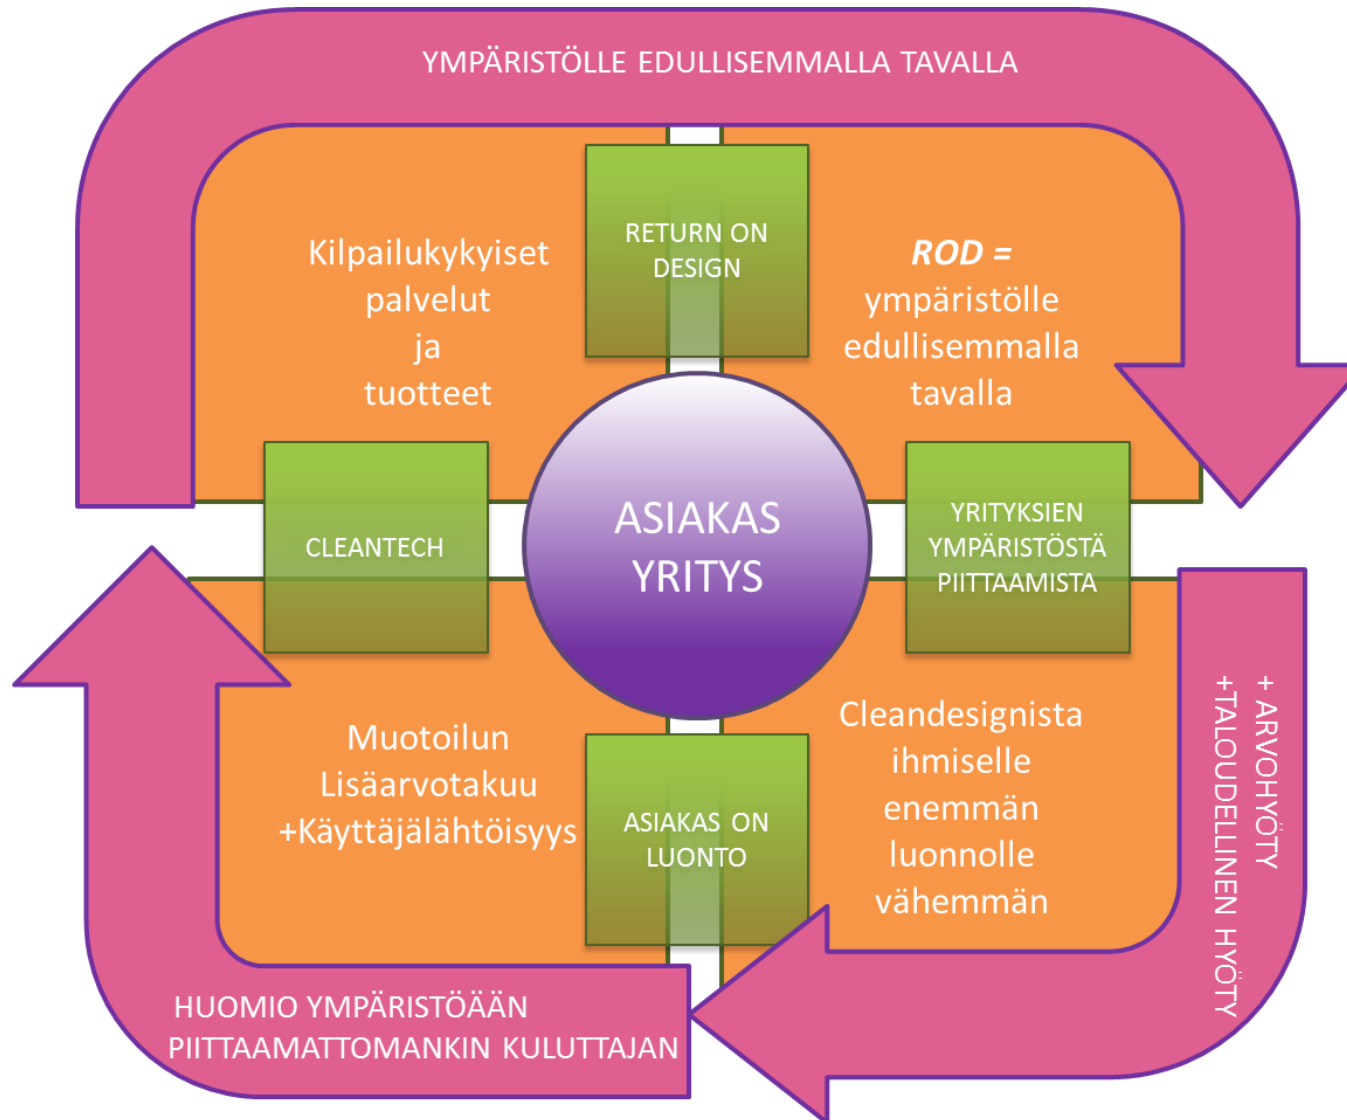 YMPÄRISTÖLLE EDULLISEMMALLA TAVALLA
Kilpailukykyiset
palvelut
ja
tuotteet
RETURN ON
DESIGN
ROD =
ympäristölle
edullisemmalla
tavalla
CLEANTECH
ASIAKAS
YRITYS
YRITYKSIEN
YMPÄRISTÖSTÄ
PIITTAAMISTA
Muotoilun
Lisäarvotakuu
+Käyttäjälähtöisyys
ASIAKAS ON
LUONTO
Cleandesignista
ihmiselle
enemmän
luonnolle
vähemmän
+ ARVOHYÖTY
+TALOUDELLINEN HYÖTY
HUOMIO YMPÄRISTÖÄÄN
PIITTAAMATTOMANKIN KULUTTAJAN